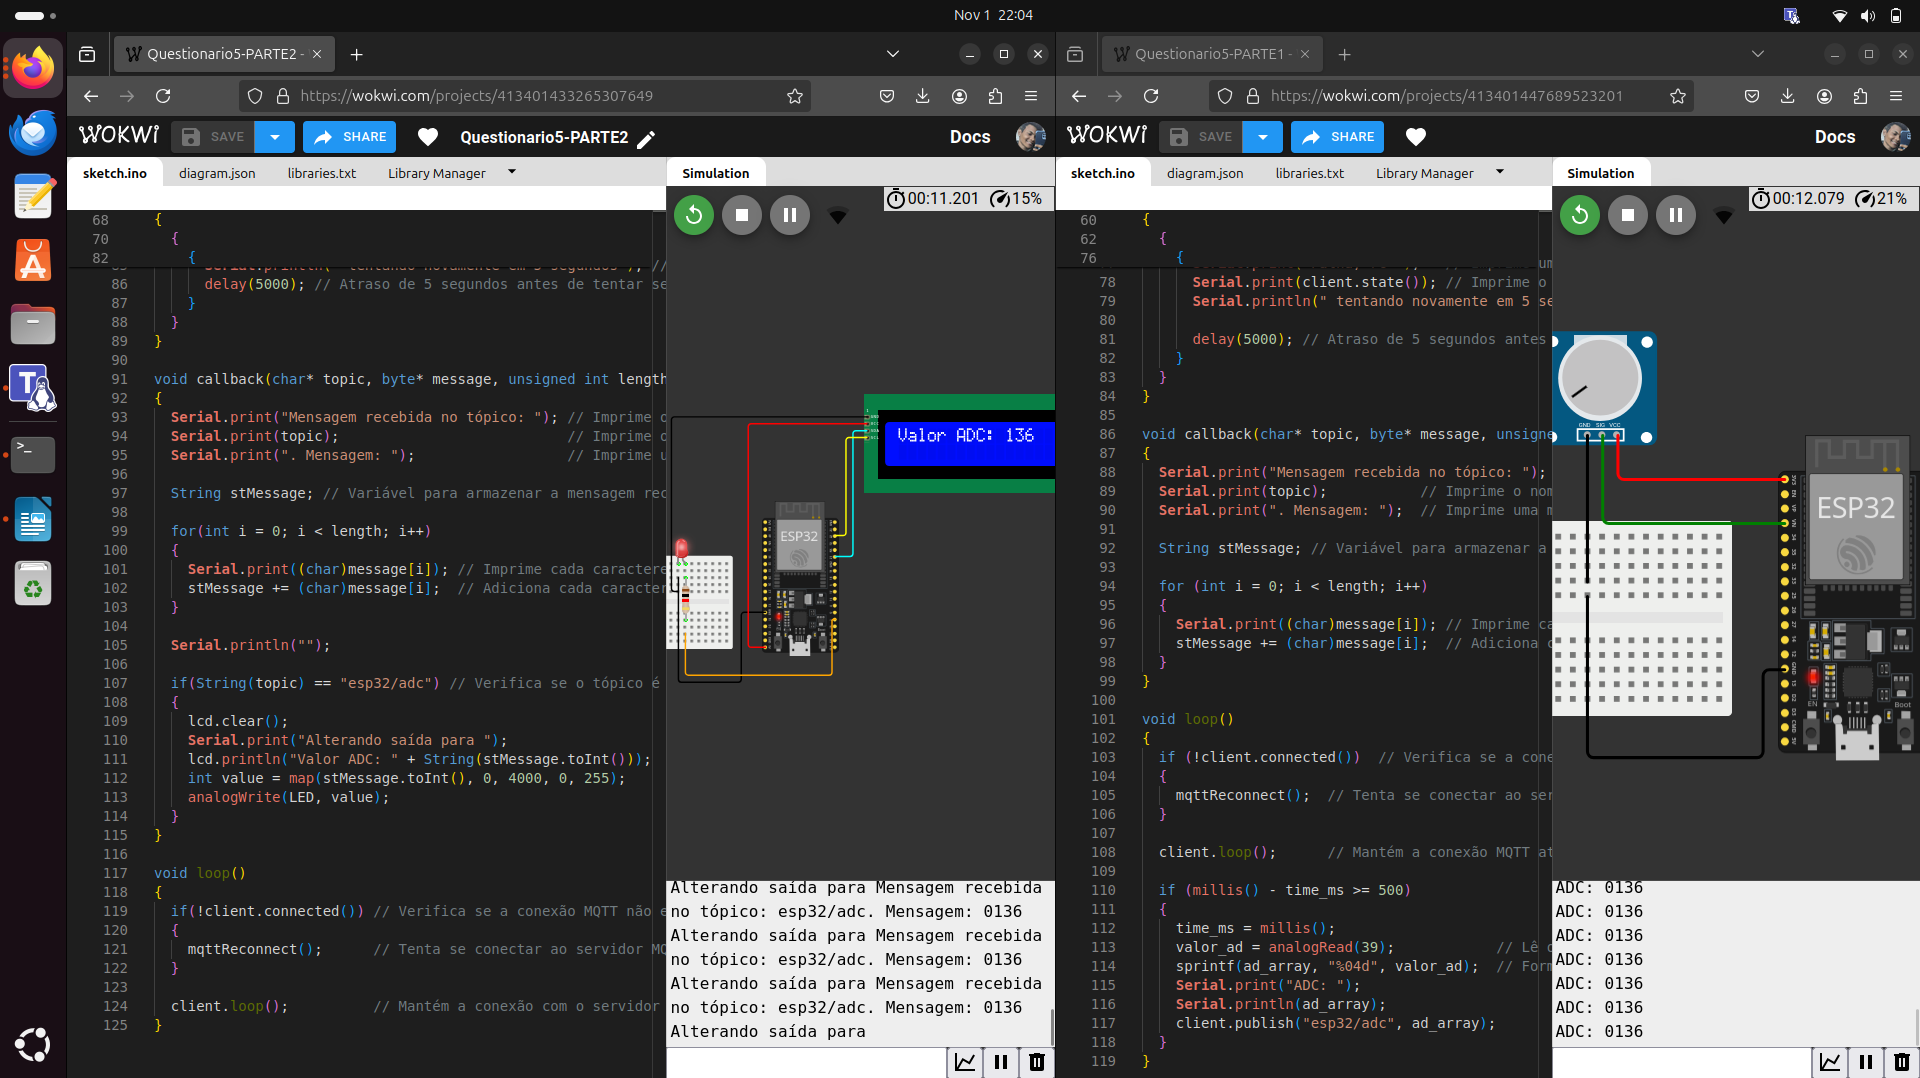 Nov 1 22:04
Questionario5-PARTE2 -
https://wokwi.com/projects/413401433265307649
WOKWI
SAVE
SHARE
Questionario5-PARTE2
Docs
sketch.ino
diagram.json
libraries.txt
Library Manager
Simulation
00:11.201
15%
68 {
70 {
82 {
86 delay(5000); // Atraso de 5 segundos antes de tentar se
87 }
88 }
89 }
90
91 void callback(char* topic, byte* message, unsigned int length
92 {
93 Serial.print("Mensagem recebida no tópico: "); // Imprime o
94 Serial.print(topic); // Imprime o
95 Serial.print(". Mensagem: "); // Imprime u
96
97 String stMessage; // Variável para armazenar a mensagem rec
98
99 for(int i = 0; i < length; i++)
100 {
101 Serial.print((char)message[i]); // Imprime cada caractere
102 stMessage += (char)message[i]; // Adiciona cada caracter
103 }
104
105 Serial.println("");
106
107 if(String(topic) == "esp32/adc") // Verifica se o tópico é
108 {
109 lcd.clear();
110 Serial.print("Alterando saída para ");
111 lcd.println("Valor ADC: " + String(stMessage.toInt()));
112 int value = map(stMessage.toInt(), 0, 4000, 0, 255);
113 analogWrite(LED, value);
114 }
115 }
116
117 void loop()
118 {
119 if(!client.connected()) // Verifica se a conexão MQTT não e
120 {
121 mqttReconnect(); // Tenta se conectar ao servidor MQ
122 }
123
124 client.loop(); // Mantém a conexão com o servidor
125 }
Valor ADC: 136
ESP32
Alterando saída para Mensagem recebida
no tópico: esp32/adc. Mensagem: 0136
Alterando saída para Mensagem recebida
no tópico: esp32/adc. Mensagem: 0136
Alterando saída para Mensagem recebida
no tópico: esp32/adc. Mensagem: 0136
Alterando saída para
Questionario5-PARTE1 -
https://wokwi.com/projects/413401447689523201
WOKWI
SAVE
SHARE
Docs
sketch.ino
diagram.json
libraries.txt
Library Manager
Simulation
00:12.079
21%
60 {
62 {
76 {
78 Serial.print(client.state()); // Imprime o
79 Serial.println(" tentando novamente em 5 se
80
81 delay(5000); // Atraso de 5 segundos antes
82 }
83 }
84 }
85
86 void callback(char* topic, byte* message, unsigne
87 {
88 Serial.print("Mensagem recebida no tópico: ");
89 Serial.print(topic); // Imprime o nom
90 Serial.print(". Mensagem: "); // Imprime uma m
91
92 String stMessage; // Variável para armazenar a
93
94 for (int i = 0; i < length; i++)
95 {
96 Serial.print((char)message[i]); // Imprime ca
97 stMessage += (char)message[i]; // Adiciona c
98 }
99 }
100
101 void loop()
102 {
103 if (!client.connected()) // Verifica se a cone
104 {
105 mqttReconnect(); // Tenta se conectar ao ser
106 }
107
108 client.loop(); // Mantém a conexão MQTT at
109
110 if (millis() - time_ms >= 500)
111 {
112 time_ms = millis();
113 valor_ad = analogRead(39); // Lê o
114 sprintf(ad_array, "%04d", valor_ad); // Form
115 Serial.print("ADC: ");
116 Serial.println(ad_array);
117 client.publish("esp32/adc", ad_array);
118 }
119 }
GND SIG VCC
ESP32
EN
Boot
ADC: 0136
ADC: 0136
ADC: 0136
ADC: 0136
ADC: 0136
ADC: 0136
ADC: 0136